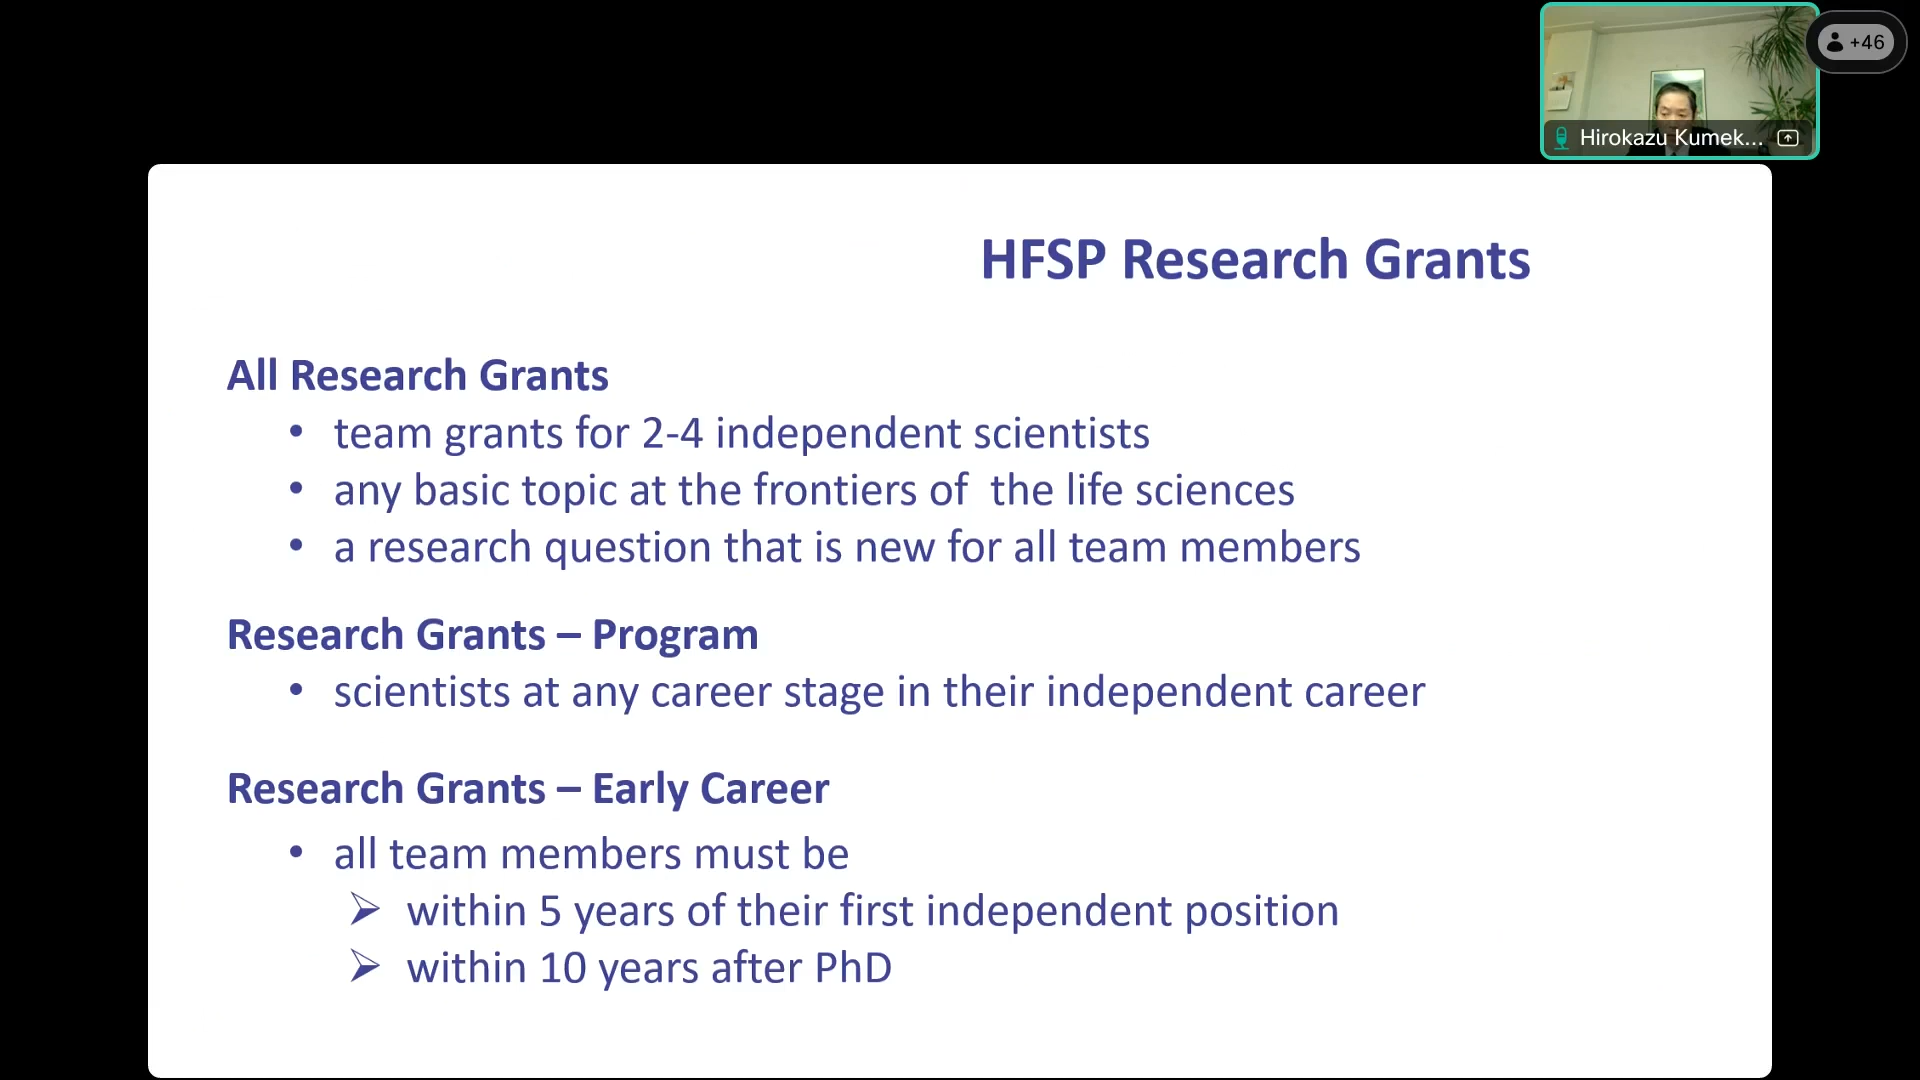 +46
Hirokazu Kumek...
HFSP Research Grants
All Research Grants
• team grants for 2-4 independent scientists
• any basic topic at the frontiers of  the life sciences
• a research question that is new for all team members
Research Grants – Program
• scientists at any career stage in their independent career
Research Grants – Early Career
• all team members must be
➢ within 5 years of their first independent position
➢ within 10 years after PhD